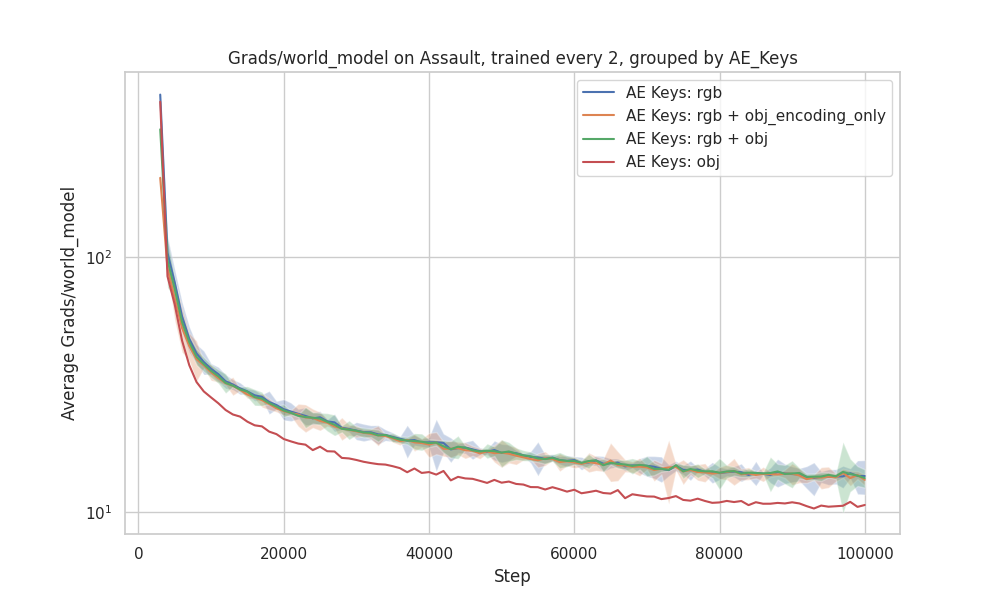 Grads/world_model on Assault, trained every 2, grouped by AE_Keys
AE Keys: rgb
AE Keys: rgb + obj_encoding_only
AE Keys: rgb + obj
AE Keys: obj
Average Grads/world_model
10²
10¹
0 20000 40000 60000 80000 100000
Step